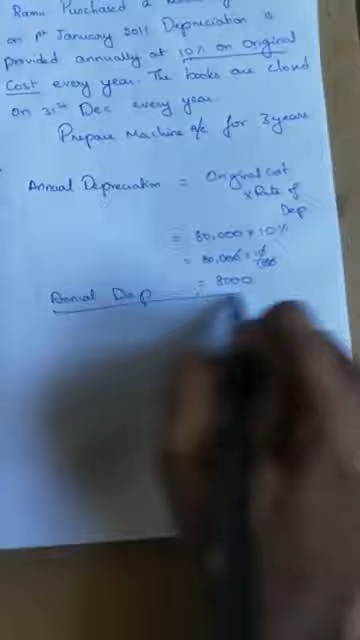 Ramu Purchased a
on 1st January 2011 Depreciation is
provided annually at 10% on Original
Cost every year. The books are closed
on 31st Dec every year.
Prepare Machine a/c for 3 years
Annual Depreciation = Original Cost
x Rate of
Dep
= 80,000 x 10%
= 80,000 x 10/100
= 8000
Annual Dep